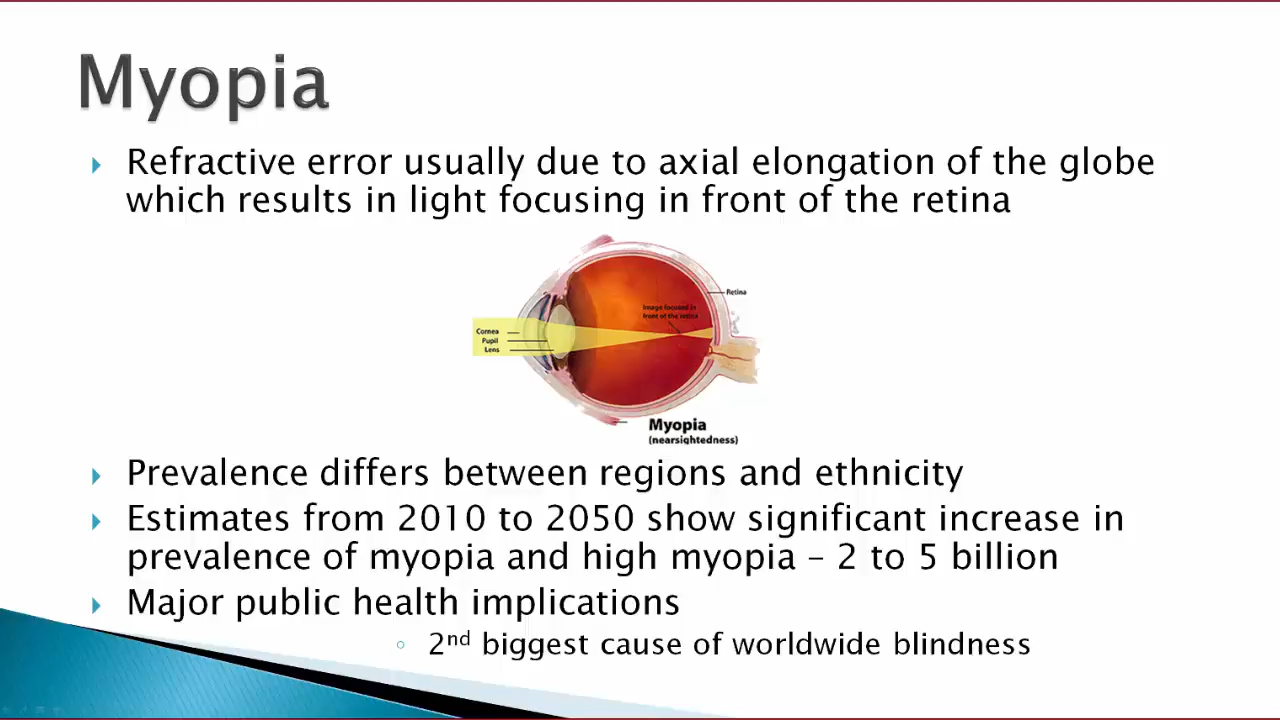 Myopia
Refractive error usually due to axial elongation of the globe
which results in light focusing in front of the retina
Retina
Image focused in
front of the retina
Cornea
Pupil
Lens
Myopia
(nearsightedness)
Prevalence differs between regions and ethnicity
Estimates from 2010 to 2050 show significant increase in
prevalence of myopia and high myopia – 2 to 5 billion
Major public health implications
2nd biggest cause of worldwide blindness